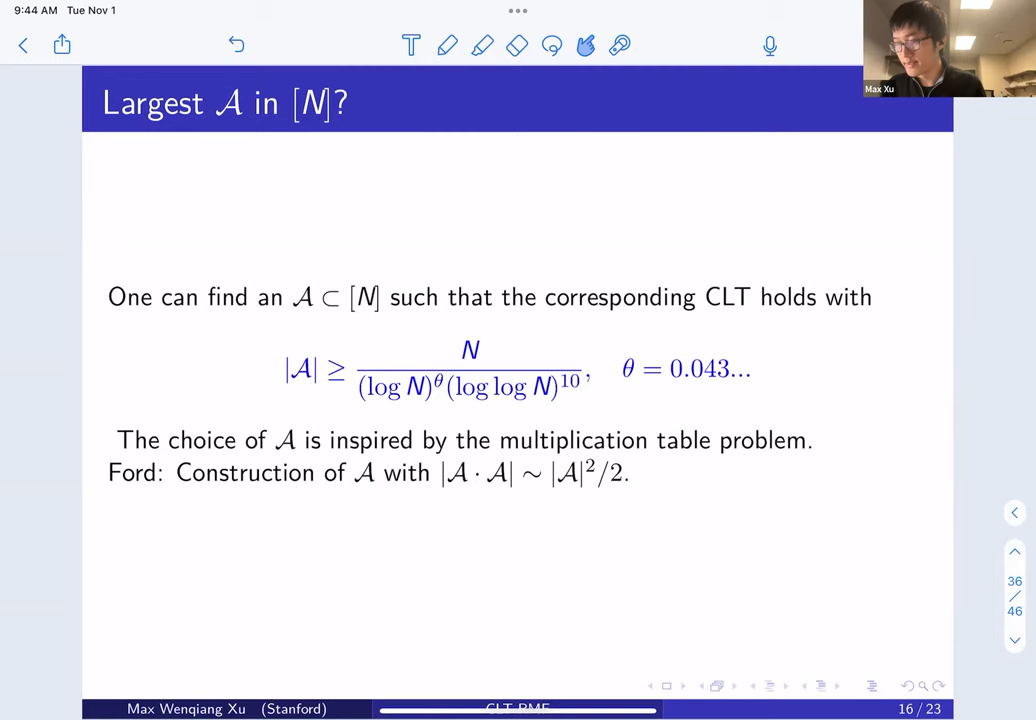 9:44 AM Tue Nov 1
Max Xu
Largest 𝒜 in [N]?
One can find an 𝒜 ⊂ [N] such that the corresponding CLT holds with
|𝒜| ≥ N / ((log N)^θ (log log N)^10), θ = 0.043...
The choice of 𝒜 is inspired by the multiplication table problem.
Ford: Construction of 𝒜 with |𝒜 · 𝒜| ∼ |𝒜|²/2.
36
/
46
Max Wenqiang Xu (Stanford) CLT RMF 16 / 23